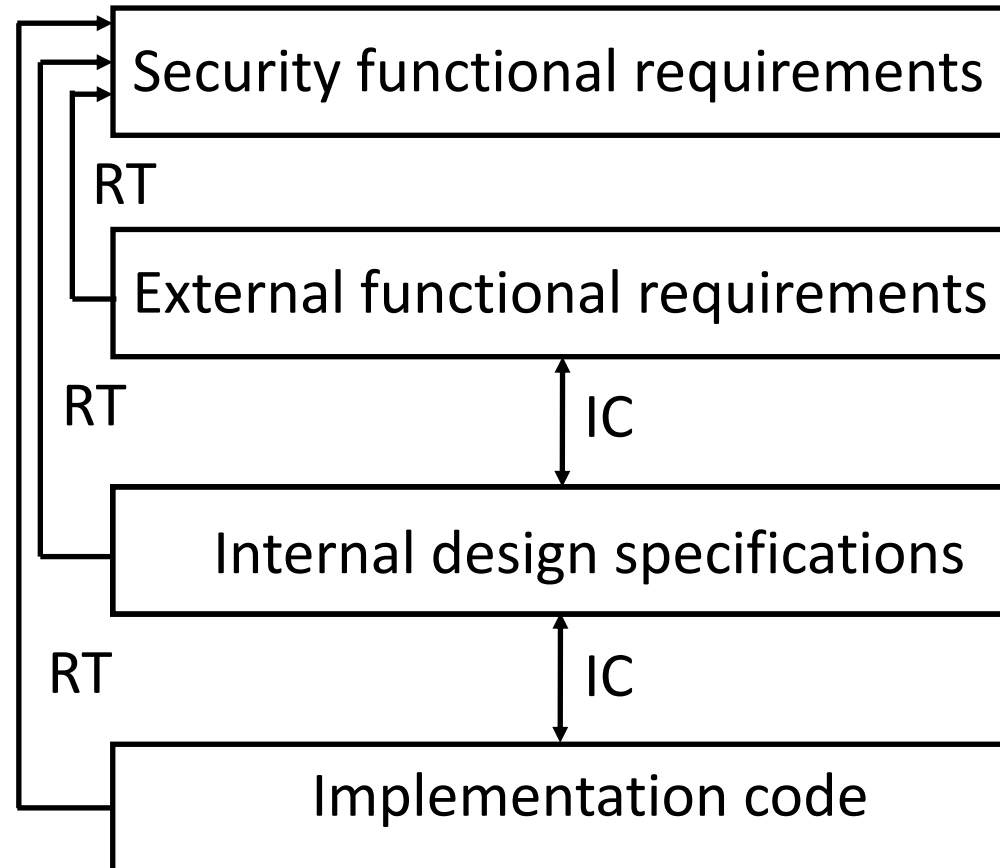 Security functional requirements
RT
External functional requirements
RT
IC
Internal design specifications
RT
IC
Implementation code